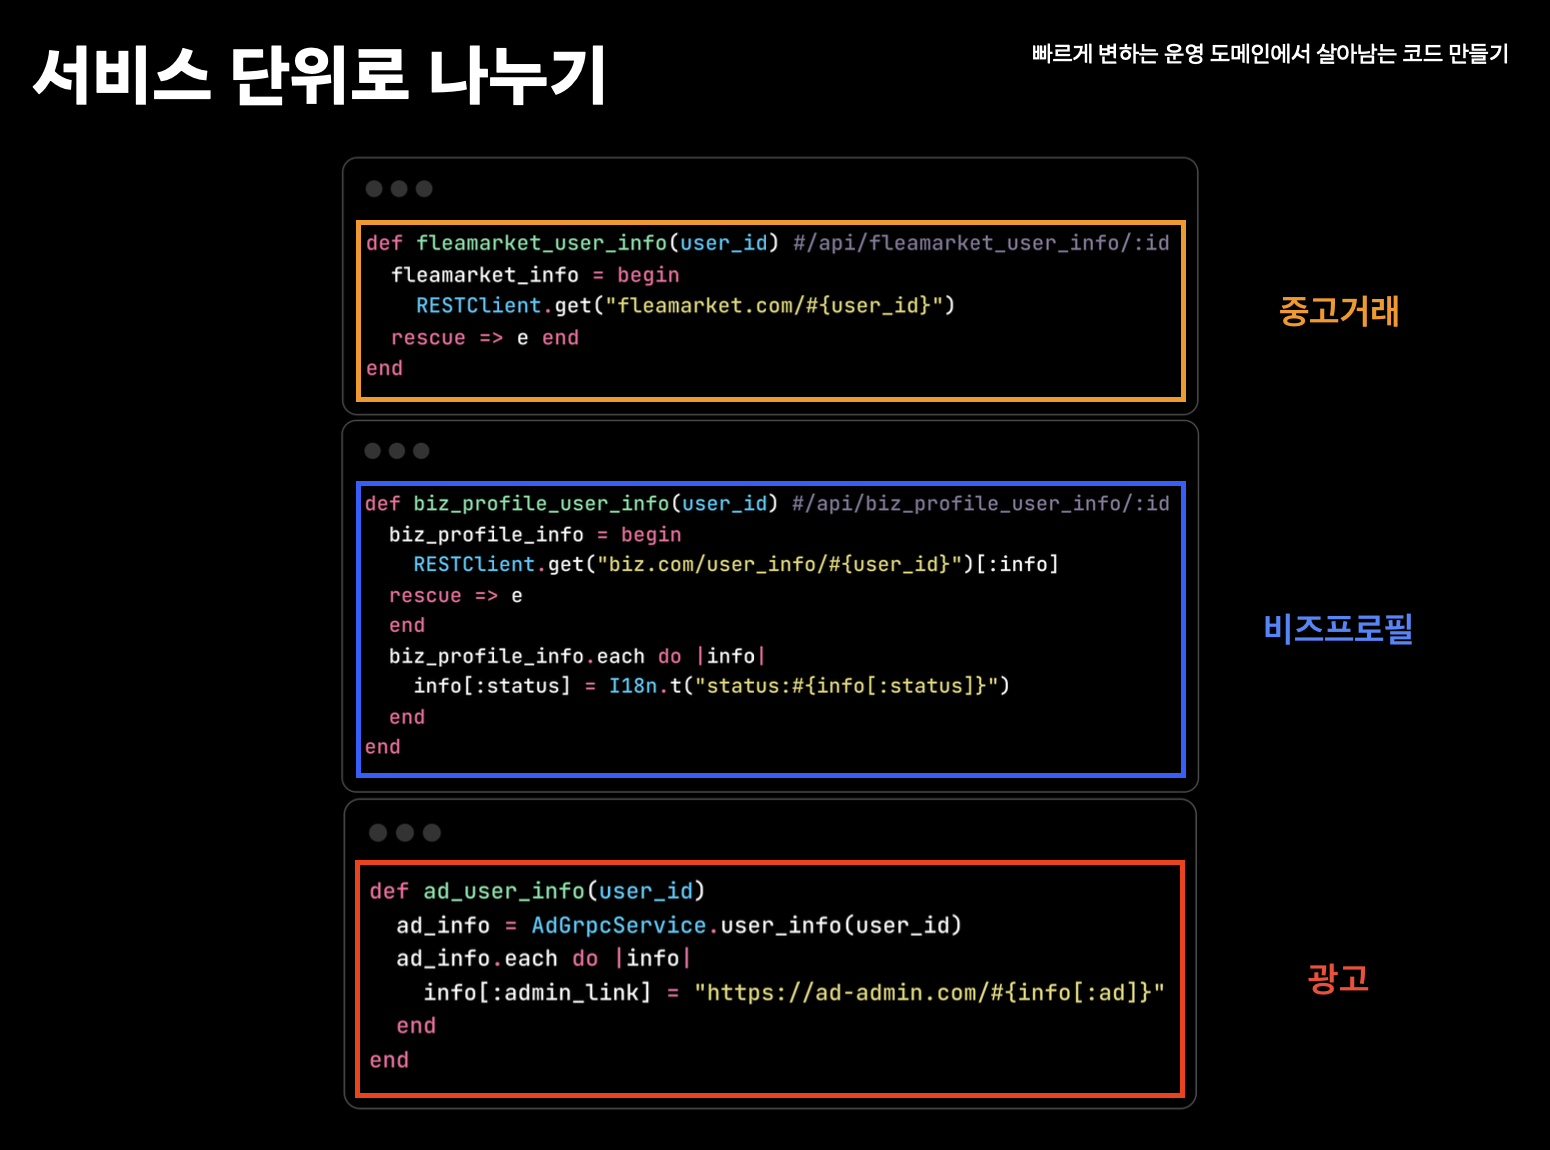 서비스 단위로 나누기
빠르게 변하는 운영 도메인에서 살아남는 코드 만들기
def fleamarket_user_info(user_id) #/api/fleamarket_user_info/:id
  fleamarket_info = begin
    RESTClient.get("fleamarket.com/#{user_id}")
  rescue => e end
end
중고거래
def biz_profile_user_info(user_id) #/api/biz_profile_user_info/:id
  biz_profile_info = begin
    RESTClient.get("biz.com/user_info/#{user_id}")[:info]
  rescue => e
  end
  biz_profile_info.each do |info|
    info[:status] = I18n.t("status:#{info[:status]}")
  end
end
비즈프로필
def ad_user_info(user_id)
  ad_info = AdGrpcService.user_info(user_id)
  ad_info.each do |info|
    info[:admin_link] = "https://ad-admin.com/#{info[:ad]}"
  end
end
광고